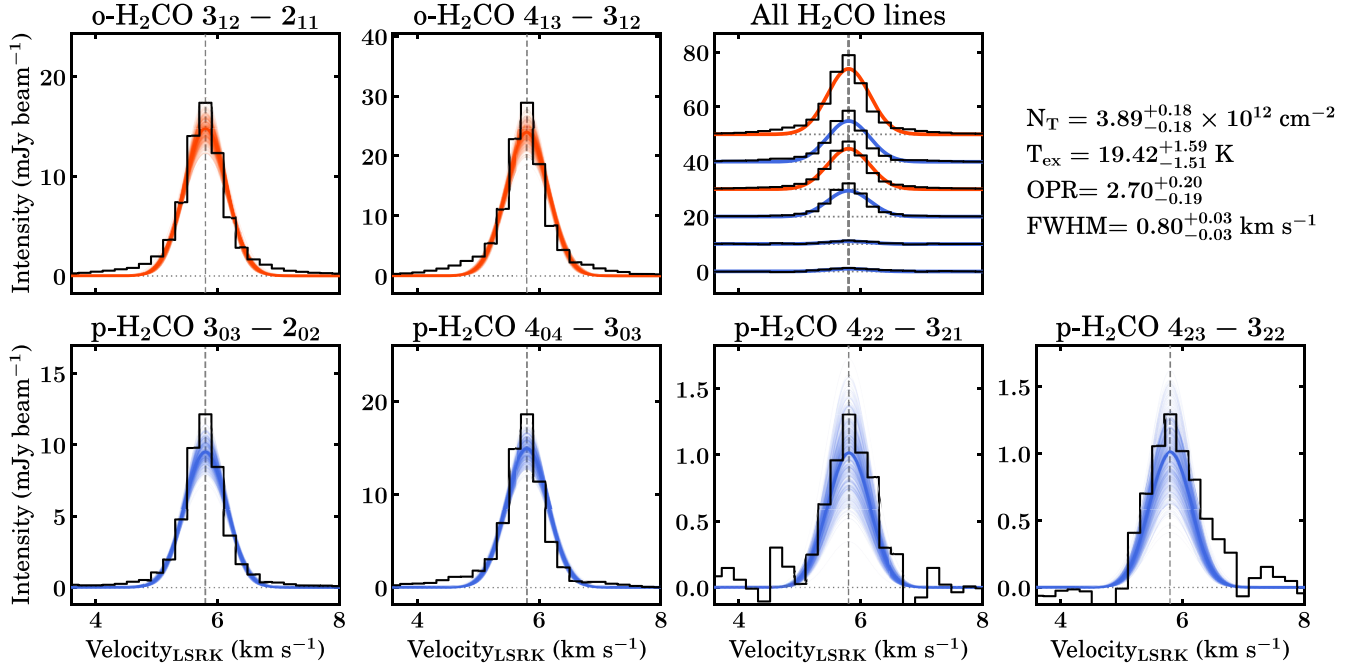 o-H₂CO 3₁₂ − 2₁₁
o-H₂CO 4₁₃ − 3₁₂
All H₂CO lines
Intensity (mJy beam⁻¹)
20
10
0
40
30
20
10
0
80
60
40
20
0
4 6 8
N_T = 3.89^{+0.18}_{−0.18} × 10¹² cm⁻²
T_ex = 19.42^{+1.59}_{−1.51} K
OPR= 2.70^{+0.20}_{−0.19}
FWHM= 0.80^{+0.03}_{−0.03} km s⁻¹
p-H₂CO 3₀₃ − 2₀₂
p-H₂CO 4₀₄ − 3₀₃
p-H₂CO 4₂₂ − 3₂₁
p-H₂CO 4₂₃ − 3₂₂
Intensity (mJy beam⁻¹)
15
10
5
0
20
10
0
1.5
1.0
0.5
0.0
1.5
1.0
0.5
0.0
4 6 8
4 6 8
4 6 8
4 6 8
Velocity_LSRK (km s⁻¹)
Velocity_LSRK (km s⁻¹)
Velocity_LSRK (km s⁻¹)
Velocity_LSRK (km s⁻¹)